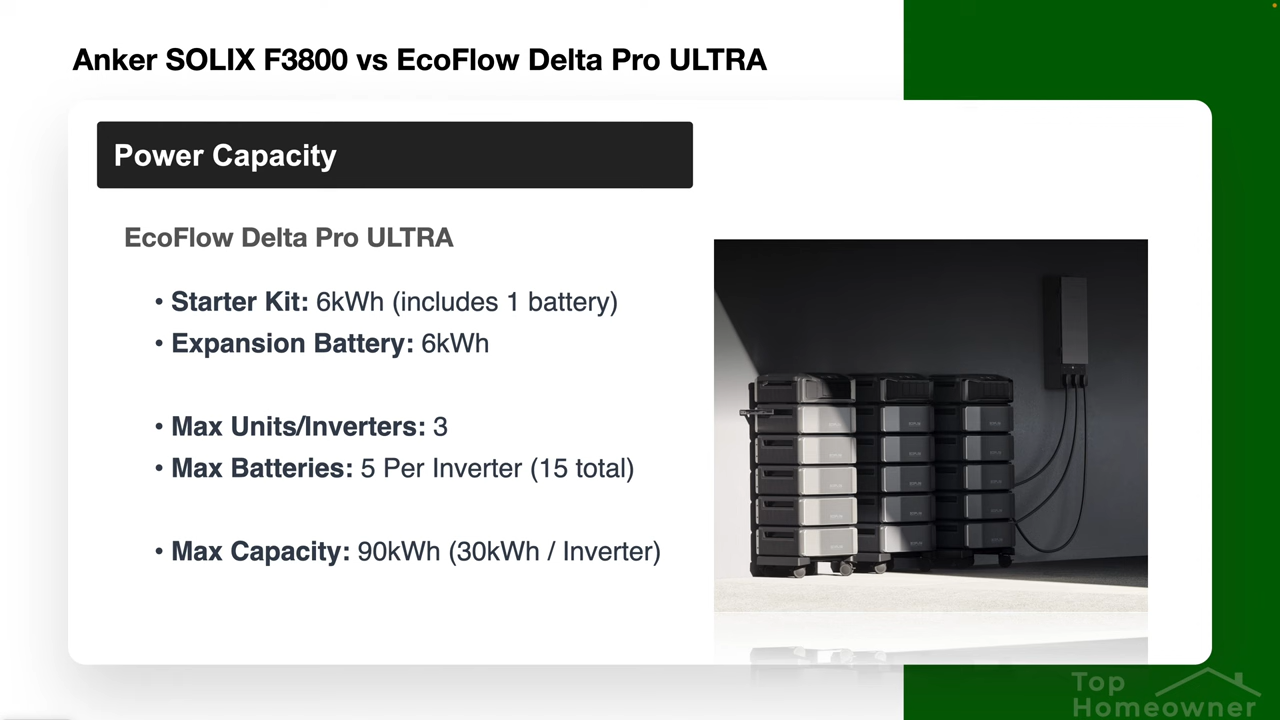 Anker SOLIX F3800 vs EcoFlow Delta Pro ULTRA
Power Capacity
EcoFlow Delta Pro ULTRA
• Starter Kit: 6kWh (includes 1 battery)
• Expansion Battery: 6kWh
• Max Units/Inverters: 3
• Max Batteries: 5 Per Inverter (15 total)
• Max Capacity: 90kWh (30kWh / Inverter)
Top
Homeowner